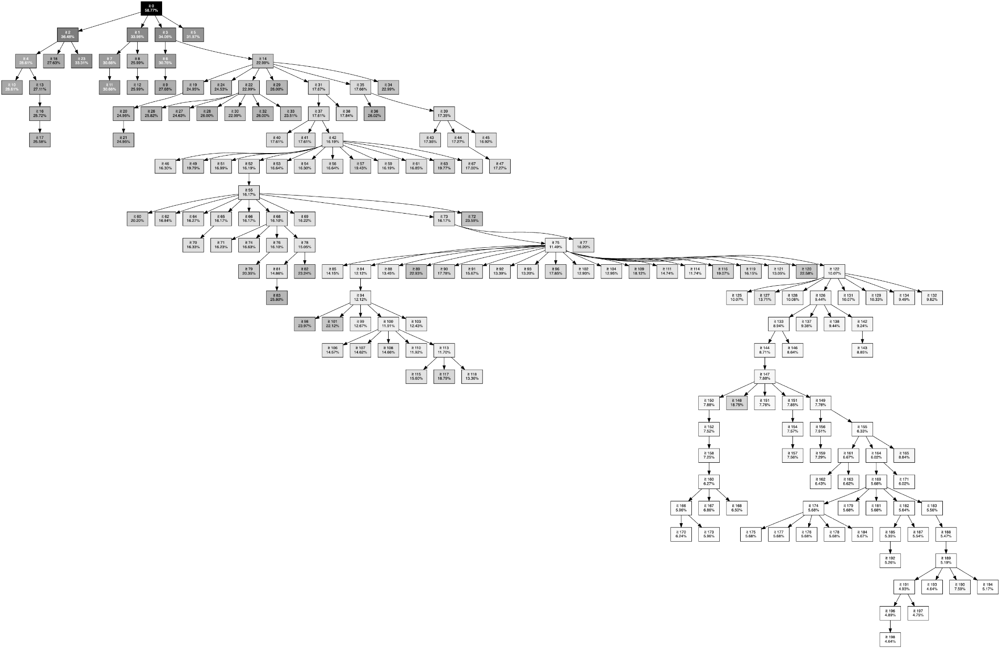 it 0
58.77%
it 2
36.48%
it 1
33.96%
it 3
34.06%
it 5
31.97%
it 4
28.61%
it 18
27.63%
it 23
33.31%
it 7
30.66%
it 8
25.99%
it 6
30.76%
it 14
22.99%
it 10
28.61%
it 13
27.11%
it 11
30.66%
it 12
25.99%
it 9
27.68%
it 19
24.95%
it 24
24.53%
it 22
22.99%
it 29
26.00%
it 31
17.67%
it 35
17.66%
it 34
22.99%
it 16
25.72%
it 20
24.95%
it 26
25.82%
it 27
24.63%
it 28
26.00%
it 30
22.99%
it 32
26.00%
it 33
23.51%
it 37
17.61%
it 38
17.84%
it 36
26.02%
it 39
17.35%
it 17
25.58%
it 21
24.95%
it 40
17.61%
it 41
17.61%
it 42
16.19%
it 43
17.35%
it 44
17.27%
it 45
16.92%
it 46
16.30%
it 49
19.79%
it 51
16.99%
it 52
16.19%
it 53
16.64%
it 54
16.30%
it 56
16.64%
it 57
19.43%
it 59
16.19%
it 61
16.85%
it 63
19.77%
it 67
17.00%
it 47
17.27%
it 55
16.17%
it 60
20.20%
it 62
16.84%
it 64
16.27%
it 65
16.17%
it 66
16.17%
it 68
16.10%
it 69
16.22%
it 73
16.17%
it 72
23.59%
it 70
16.33%
it 71
16.23%
it 74
16.63%
it 76
16.10%
it 78
15.05%
it 75
11.49%
it 77
16.20%
it 79
20.35%
it 81
14.86%
it 82
23.24%
it 85
14.15%
it 84
12.12%
it 88
13.45%
it 89
22.93%
it 90
17.78%
it 91
15.67%
it 92
13.39%
it 93
13.20%
it 96
17.85%
it 102
12.93%
it 104
12.95%
it 109
18.12%
it 111
14.74%
it 114
11.74%
it 116
19.07%
it 119
16.15%
it 121
13.05%
it 120
22.58%
it 122
10.07%
it 83
25.80%
it 94
12.12%
it 125
10.07%
it 127
13.71%
it 128
10.08%
it 126
9.44%
it 131
10.07%
it 129
10.33%
it 134
9.49%
it 132
9.82%
it 98
23.97%
it 101
22.12%
it 99
12.67%
it 100
11.91%
it 103
12.43%
it 133
8.94%
it 137
9.38%
it 138
9.44%
it 142
9.24%
it 106
14.57%
it 107
14.62%
it 108
14.66%
it 110
11.92%
it 113
11.70%
it 144
8.71%
it 146
8.64%
it 143
8.85%
it 115
15.60%
it 117
18.79%
it 118
13.36%
it 147
7.88%
it 150
7.88%
it 148
18.75%
it 151
7.76%
it 151
7.85%
it 149
7.76%
it 152
7.52%
it 154
7.57%
it 156
7.51%
it 155
6.33%
it 158
7.25%
it 157
7.56%
it 159
7.29%
it 161
6.67%
it 164
6.02%
it 165
8.84%
it 160
6.27%
it 162
6.43%
it 163
6.62%
it 169
5.68%
it 171
6.02%
it 166
5.96%
it 167
6.86%
it 168
6.50%
it 174
5.68%
it 179
5.68%
it 181
5.68%
it 182
5.64%
it 183
5.56%
it 170
6.24%
it 173
5.96%
it 175
5.68%
it 177
5.68%
it 176
5.68%
it 178
5.68%
it 184
5.67%
it 185
5.35%
it 187
5.54%
it 188
5.47%
it 192
5.26%
it 189
5.19%
it 191
4.93%
it 193
4.64%
it 190
7.59%
it 194
5.17%
it 196
4.89%
it 197
4.75%
it 198
4.64%